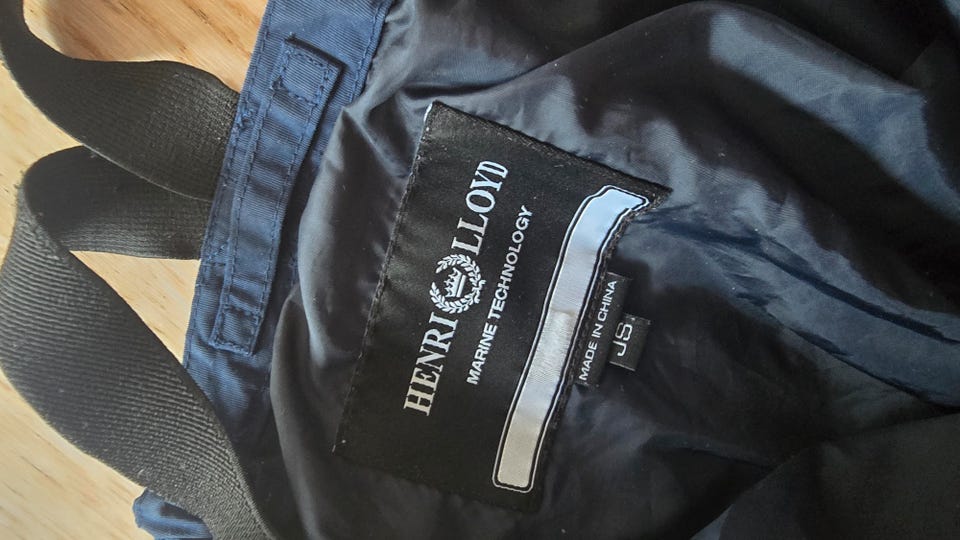 HENRI LLOYD
MARINE TECHNOLOGY
MADE IN CHINA
JS